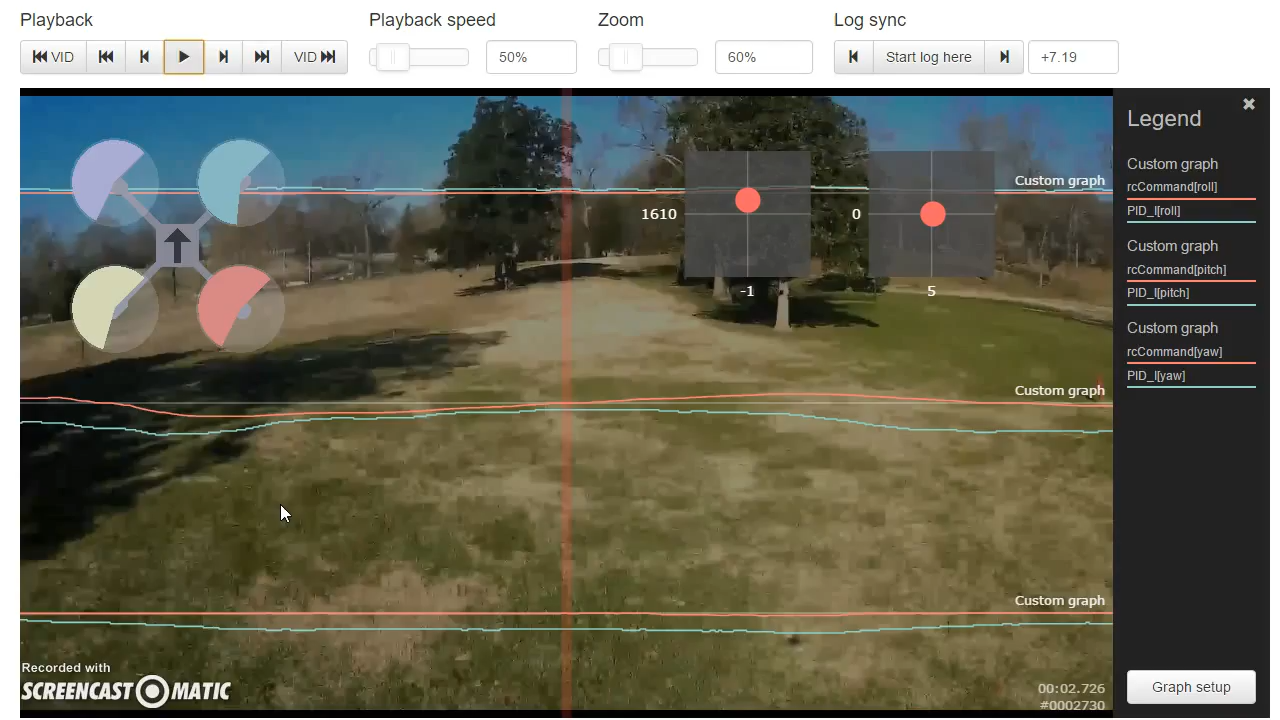 Playback
Playback speed
Zoom
Log sync
VID
VID
50%
60%
Start log here
+7.19
Legend
Custom graph
rcCommand[roll]
PID_I[roll]
Custom graph
rcCommand[pitch]
PID_I[pitch]
Custom graph
rcCommand[yaw]
PID_I[yaw]
Graph setup
Custom graph
1610
0
-1
5
Custom graph
Custom graph
Recorded with
SCREENCAST MATIC
00:02.726
#0002730